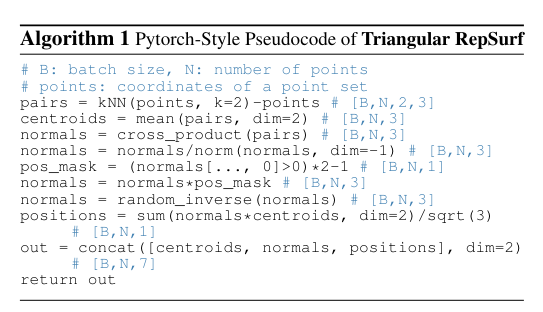 Algorithm 1 Pytorch-Style Pseudocode of Triangular RepSurf
# B: batch size, N: number of points
# points: coordinates of a point set
pairs = kNN(points, k=2)-points # [B,N,2,3]
centroids = mean(pairs, dim=2) # [B,N,3]
normals = cross_product(pairs) # [B,N,3]
normals = normals/norm(normals, dim=-1) # [B,N,3]
pos_mask = (normals[..., 0]>0)*2-1 # [B,N,1]
normals = normals*pos_mask # [B,N,3]
normals = random_inverse(normals) # [B,N,3]
positions = sum(normals*centroids, dim=2)/sqrt(3)
# [B,N,1]
out = concat([centroids, normals, positions], dim=2)
# [B,N,7]
return out